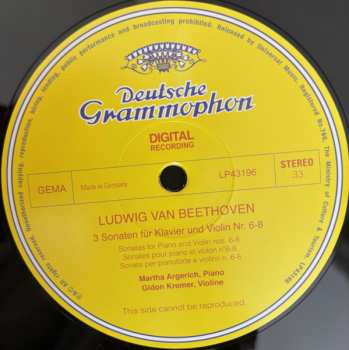 Deutsche
Grammophon
DIGITAL
RECORDING
GEMA
Made in Germany
LP43196
STEREO
33
LUDWIG VAN BEETHOVEN
3 Sonaten für Klavier und Violin Nr. 6-8
Sonatas for Piano and Violin nos. 6-8
Sonates pour piano et violon n°6-8
Sonate per pianoforte e violino n. 6-8
Martha Argerich, Piano
Gidon Kremer, Violine
This side cannot be reproduced.